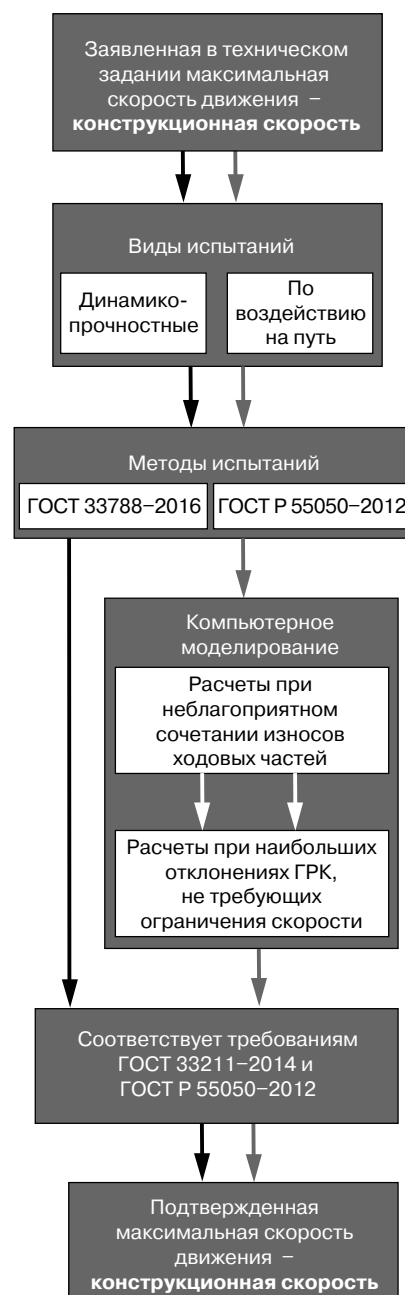 Заявленная в техническом
задании максимальная
скорость движения –
конструкционная скорость
Виды испытаний
Динамико-
прочностные
По
воздействию
на путь
Методы испытаний
ГОСТ 33788–2016
ГОСТ Р 55050–2012
Компьютерное
моделирование
Расчеты при
неблагоприятном
сочетании износов
ходовых частей
Расчеты при наибольших
отклонениях ГРК,
не требующих
ограничения скорости
Соответствует требованиям
ГОСТ 33211–2014 и
ГОСТ Р 55050–2012
Подтвержденная
максимальная скорость
движения –
конструкционная скорость